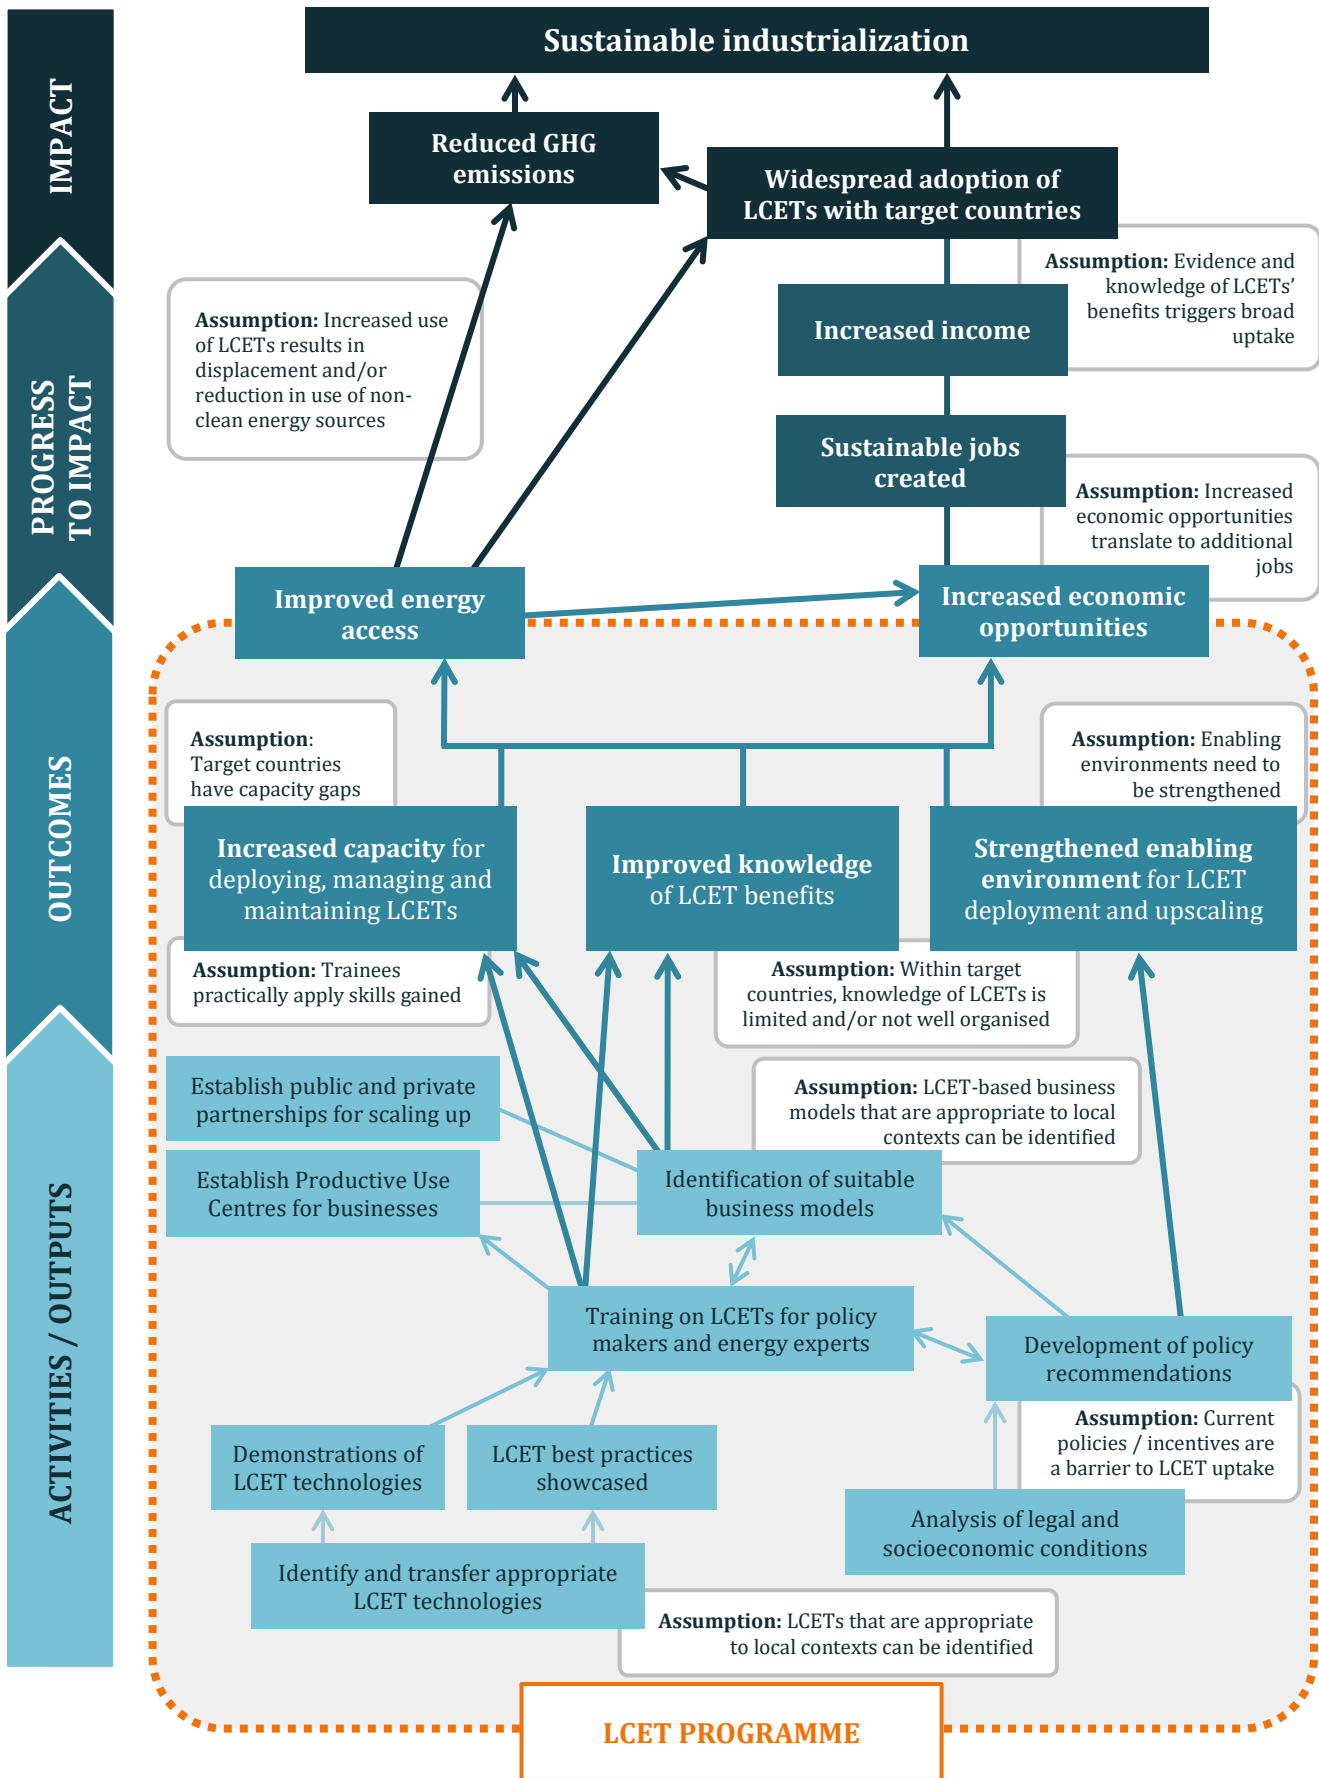 Sustainable industrialization
IMPACT
Reduced GHG
emissions
Widespread adoption of
LCETs with target countries
Assumption: Evidence and
knowledge of LCETs'
benefits triggers broad
uptake
Assumption: Increased use
of LCETs results in
displacement and/or
reduction in use of non-
clean energy sources
Increased income
PROGRESS
TO IMPACT
Sustainable jobs
created
Assumption: Increased
economic opportunities
translate to additional
jobs
Improved energy
access
Increased economic
opportunities
OUTCOMES
Assumption:
Target countries
have capacity gaps
Assumption: Enabling
environments need to
be strengthened
Increased capacity for
deploying, managing and
maintaining LCETs
Improved knowledge
of LCET benefits
Strengthened enabling
environment for LCET
deployment and upscaling
Assumption: Trainees
practically apply skills gained
Assumption: Within target
countries, knowledge of LCETs is
limited and/or not well organised
ACTIVITIES / OUTPUTS
Establish public and private
partnerships for scaling up
Assumption: LCET-based business
models that are appropriate to local
contexts can be identified
Establish Productive Use
Centres for businesses
Identification of suitable
business models
Training on LCETs for policy
makers and energy experts
Development of policy
recommendations
Assumption: Current
policies / incentives are
a barrier to LCET uptake
Demonstrations of
LCET technologies
LCET best practices
showcased
Analysis of legal and
socioeconomic conditions
Identify and transfer appropriate
LCET technologies
Assumption: LCETs that are appropriate
to local contexts can be identified
LCET PROGRAMME